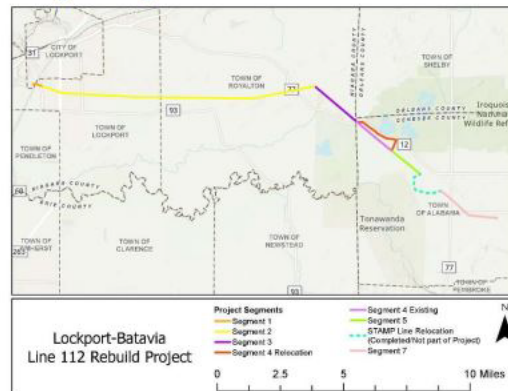 31
CITY OF
LOCKPORT
TOWN OF
ROYALTON
77
93
TOWN OF
LOCKPORT
TOWN OF
PENDLETON
NIAGARA COUNTY
ERIE COUNTY
TOWN OF
CLARENCE
TOWN OF
NEWSTEAD
93
NIAGARA COUNTY
ORLEANS COUNTY
TOWN OF
SHELBY
ORLEANS COUNTY
GENESEE COUNTY
Iroquois
Wildlife
12
Tonawanda
Reservation
TOWN OF
ALABAMA
77
TOWN OF
PEMBROKE
Lockport-Batavia
Line 112 Rebuild Project
Project Segments
Segment 1
Segment 2
Segment 3
Segment 4 Relocation
Segment 4 Existing
Segment 5
STAMP Line Relocation
(Completed/Not part of Project)
Segment 7
N
0 2.5 5 10 Miles